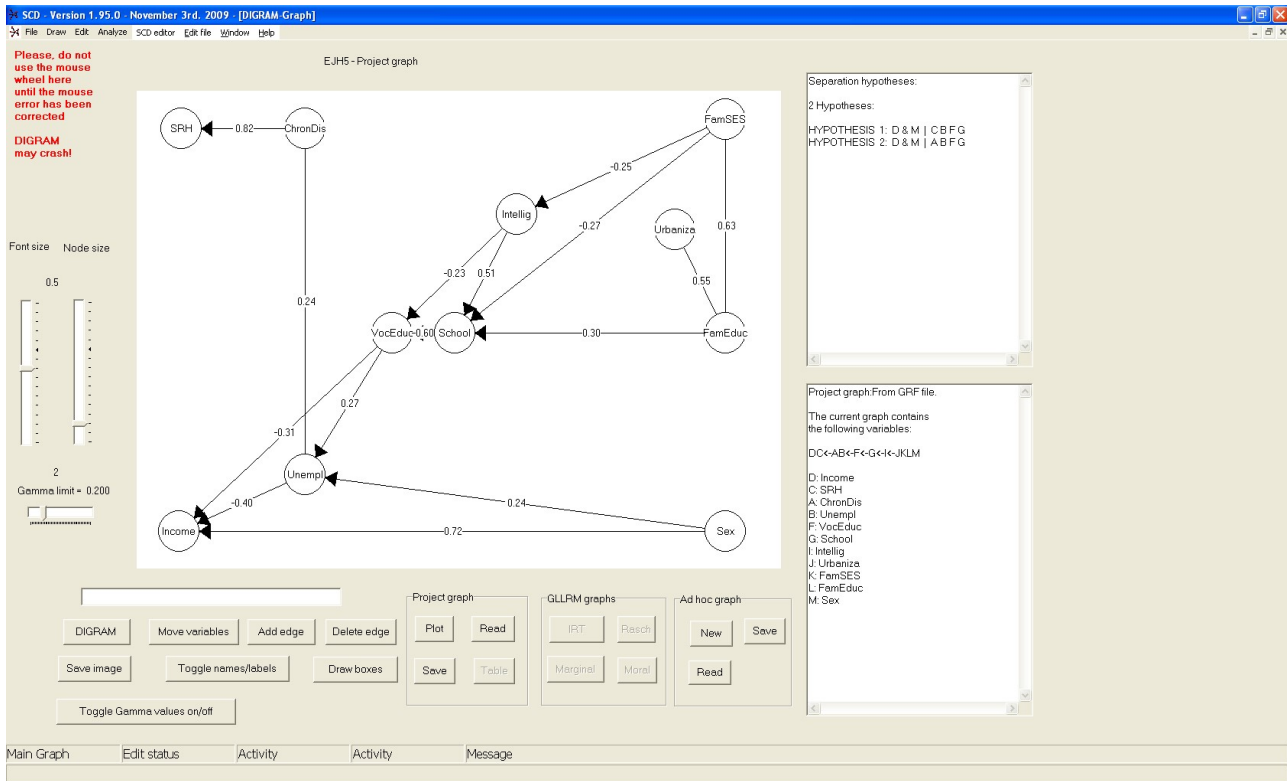 SCD - Version 1.95.0 - November 3rd. 2009 - [DIGRAM-Graph]
File Draw Edit Analyze SCD editor Edit file Window Help
Please, do not
use the mouse
wheel here
until the mouse
error has been
corrected
DIGRAM
may crash!
Font size Node size
0.5
2
Gamma limit = 0.200
EJH5 - Project graph
SRH
0.82
ChronDis
FamSES
-0.25
Intellig
-0.27
Urbaniza
0.63
-0.23
0.51
0.55
0.24
VocEduc
-0.60
School
0.30
FamEduc
0.27
-0.31
Unempl
-0.40
0.24
Income
0.72
Sex
Separation hypotheses:
2 Hypotheses:
HYPOTHESIS 1: D & M | C B F G
HYPOTHESIS 2: D & M | A B F G
Project graph:From GRF file.
The current graph contains
the following variables:
DC<-AB<-F<-G<-I<-JKLM
D: Income
C: SRH
A: ChronDis
B: Unempl
F: VocEduc
G: School
I: Intellig
J: Urbaniza
K: FamSES
L: FamEduc
M: Sex
DIGRAM Move variables Add edge Delete edge
Save image Toggle names/labels Draw boxes
Toggle Gamma values on/off
Project graph
Plot Read
Save Table
GLLRM graphs
IRT Rasch
Marginal Moral
Ad hoc graph
New Save
Read
Main Graph Edit status Activity Activity Message